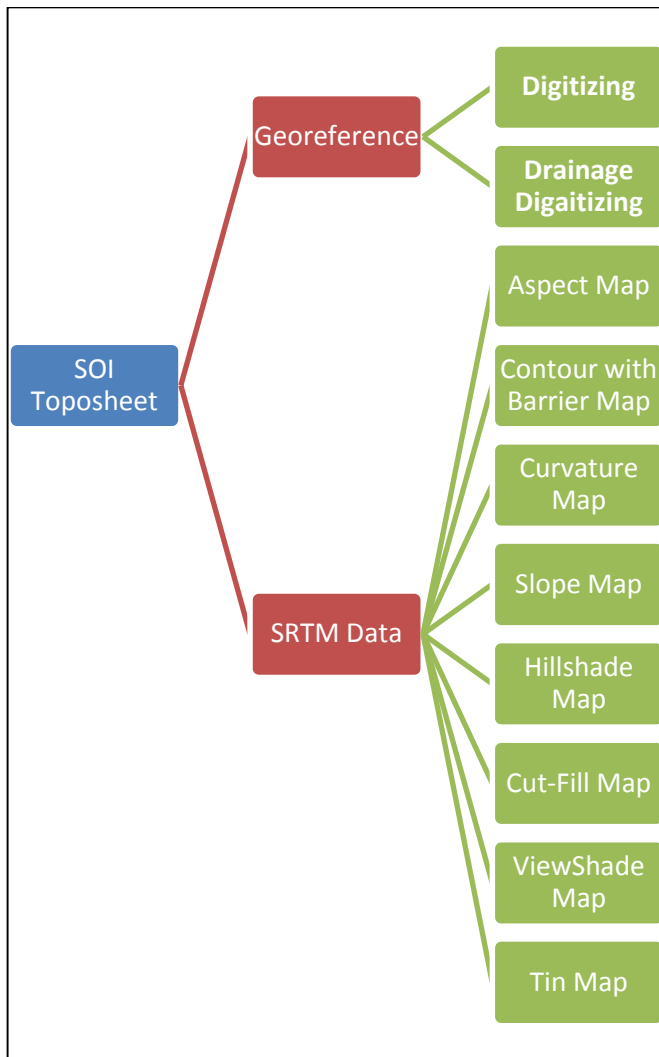 SOI
Toposheet
Georeference
SRTM Data
Digitizing
Drainage
Digaitizing
Aspect Map
Contour with
Barrier Map
Curvature
Map
Slope Map
Hillshade
Map
Cut-Fill Map
ViewShade
Map
Tin Map